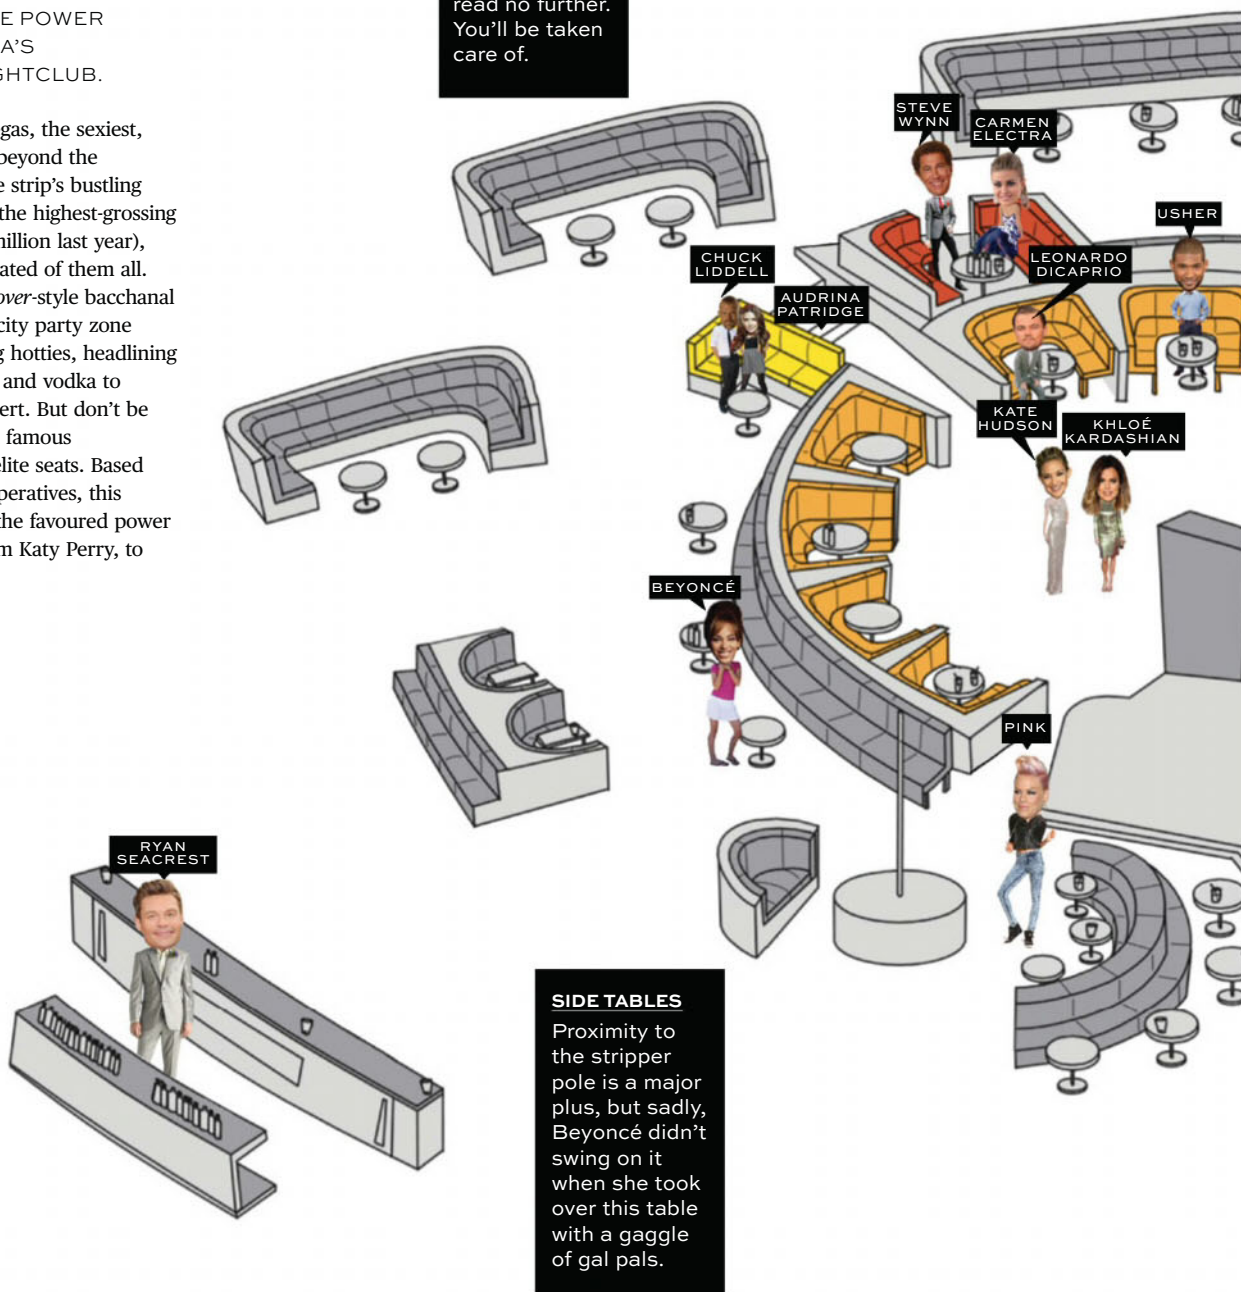 E POWER
A’S
GHTCLUB.
gas, the sexiest,
beyond the
e strip’s bustling
the highest-grossing
million last year),
ated of them all.
over-style bacchanal
city party zone
g hotties, headlining
and vodka to
ert. But don’t be
famous
elite seats. Based
peratives, this
the favoured power
m Katy Perry, to
read no further.
You’ll be taken
care of.
STEVE
WYNN
CARMEN
ELECTRA
USHER
CHUCK
LIDDELL
LEONARDO
DICAPRIO
AUDRINA
PATRIDGE
KATE
HUDSON
KHLOÉ
KARDASHIAN
BEYONCÉ
PINK
RYAN
SEACREST
SIDE TABLES
Proximity to
the stripper
pole is a major
plus, but sadly,
Beyoncé didn’t
swing on it
when she took
over this table
with a gaggle
of gal pals.